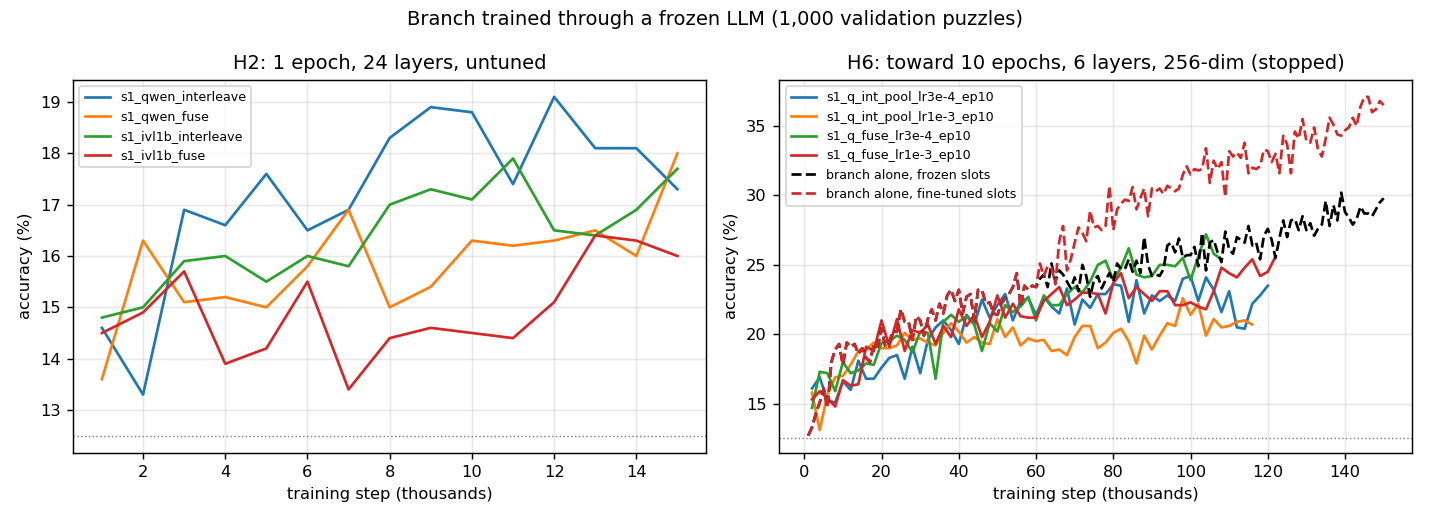 Branch trained through a frozen LLM (1,000 validation puzzles)
H2: 1 epoch, 24 layers, untuned
s1_qwen_interleave
s1_qwen_fuse
s1_ivl1b_interleave
s1_ivl1b_fuse
accuracy (%)
19
18
17
16
15
14
13
2 4 6 8 10 12 14
training step (thousands)
H6: toward 10 epochs, 6 layers, 256-dim (stopped)
s1_q_int_pool_lr3e-4_ep10
s1_q_int_pool_lr1e-3_ep10
s1_q_fuse_lr3e-4_ep10
s1_q_fuse_lr1e-3_ep10
branch alone, frozen slots
branch alone, fine-tuned slots
accuracy (%)
35
30
25
20
15
0 20 40 60 80 100 120 140
training step (thousands)